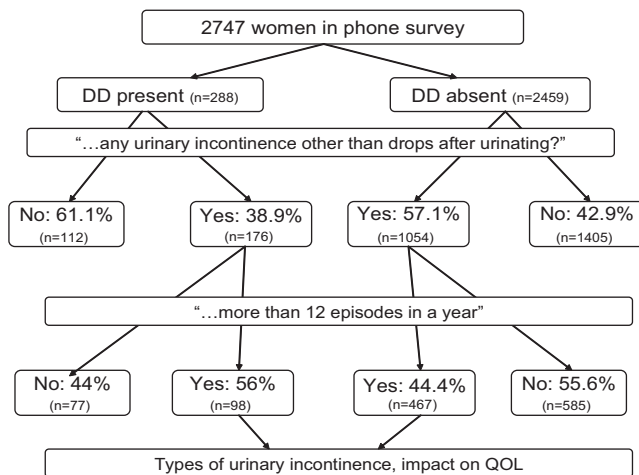 2747 women in phone survey
DD present (n=288)
DD absent (n=2459)
“...any urinary incontinence other than drops after urinating?”
No: 61.1%
(n=112)
Yes: 38.9%
(n=176)
Yes: 57.1%
(n=1054)
No: 42.9%
(n=1405)
“...more than 12 episodes in a year”
No: 44%
(n=77)
Yes: 56%
(n=98)
Yes: 44.4%
(n=467)
No: 55.6%
(n=585)
Types of urinary incontinence, impact on QOL